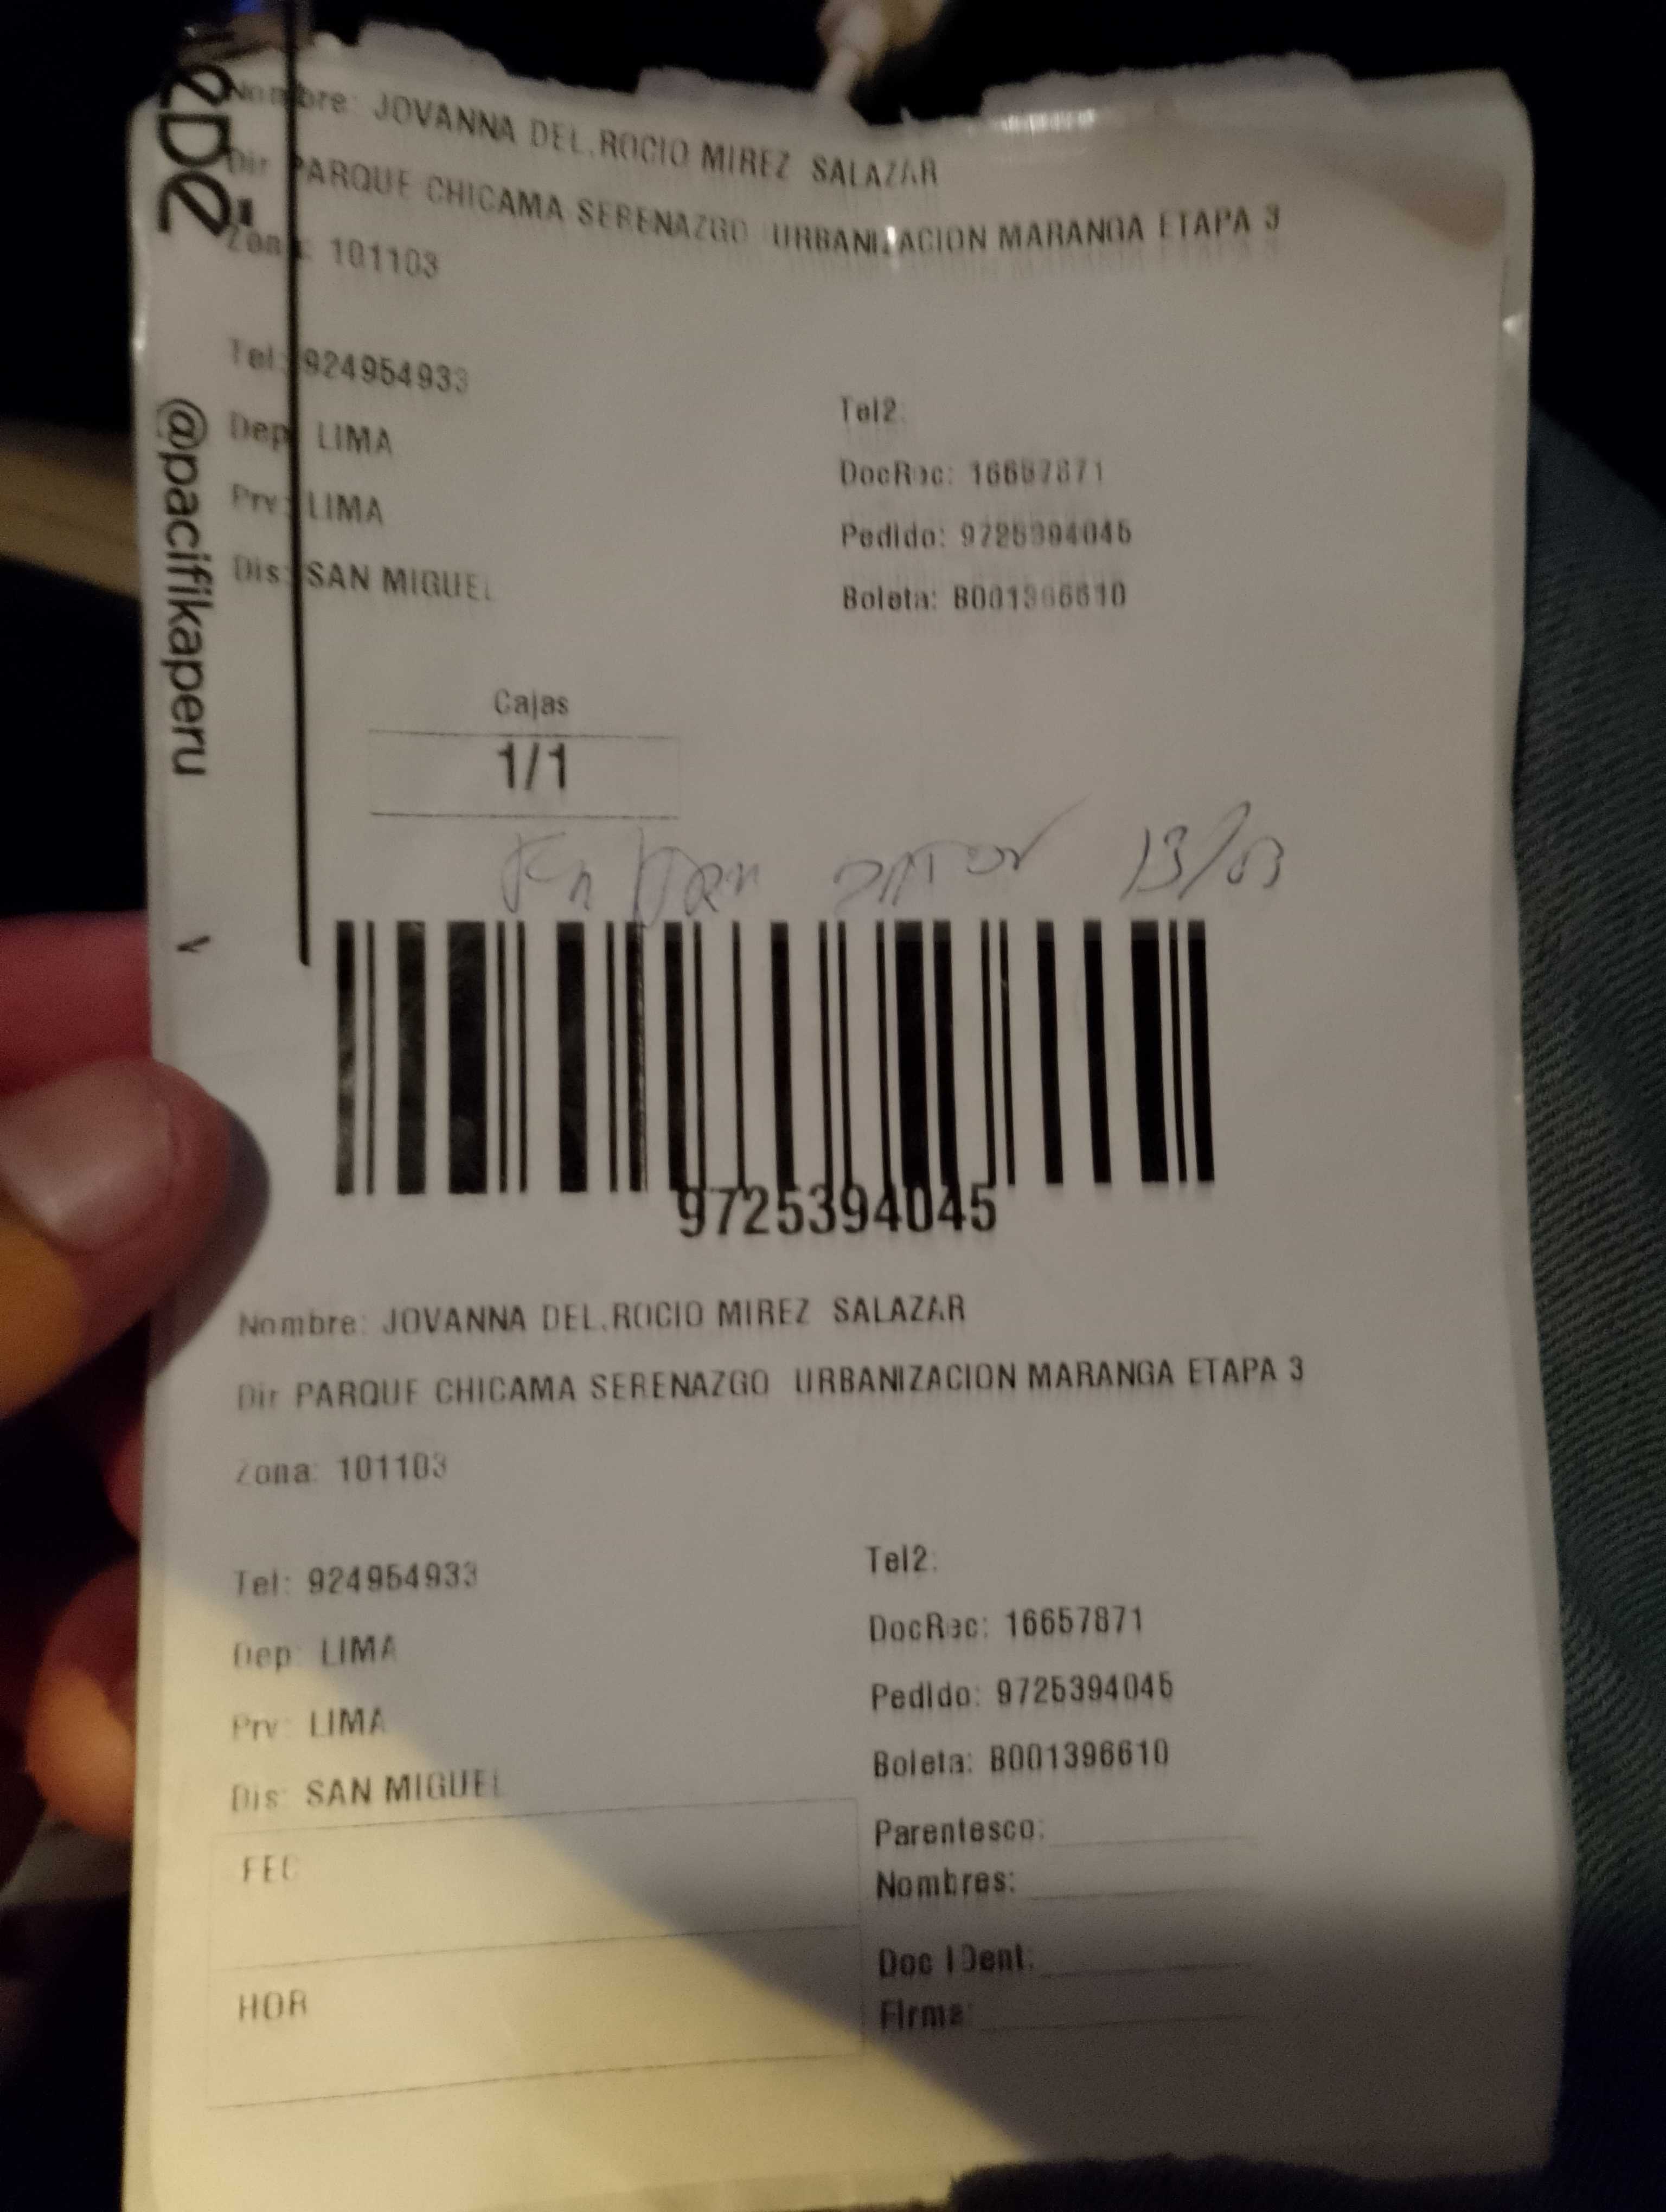 Nombre: JOVANNA DEL.ROCIO MIREZ SALAZAR
Dir PARQUE CHICAMA SERENAZGO URBANIZACION MARANGA ETAPA 3
Zona: 101103
Tel: 924954933
Tel2:
Dep: LIMA
DocRec: 16657871
Prv: LIMA
Pedido: 9725394045
Dis: SAN MIGUEL
Boleta: B001396610
@pacifikaperu
Cajas
1/1
13/03
9725394045
Nombre: JOVANNA DEL.ROCIO MIREZ SALAZAR
Dir PARQUE CHICAMA SERENAZGO URBANIZACION MARANGA ETAPA 3
Zona: 101103
Tel: 924954933
Tel2:
Dep: LIMA
DocRec: 16657871
Prv: LIMA
Pedido: 9725394045
Dis: SAN MIGUEL
Boleta: B001396610
FEC
Parentesco:
Nombres:
HOR
Doc IDent:
Firma: